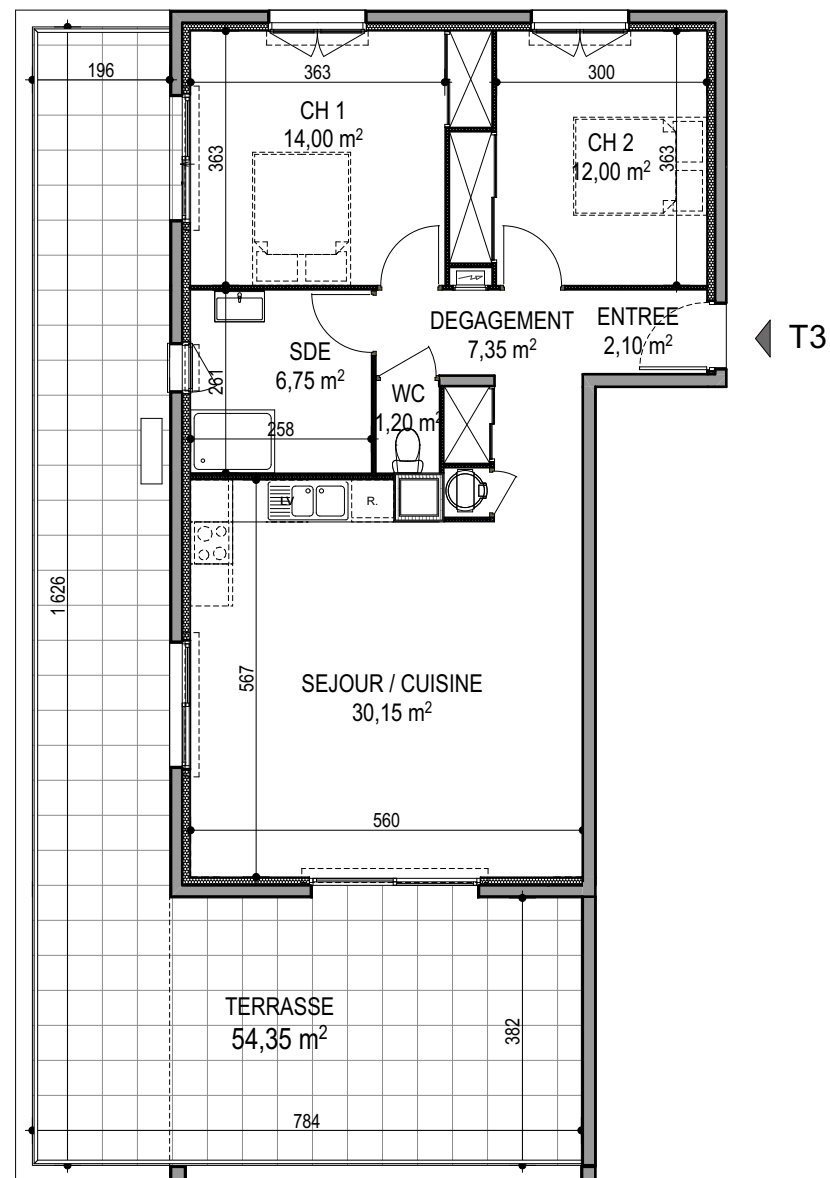 196
363
300
CH 1
14,00 m²
363
CH 2
12,00 m²
363
DEGAGEMENT
7,35 m²
ENTREE
2,10 m²
T3
SDE
6,75 m²
261
WC
1,20 m²
258
LV
R.
1 626
567
SEJOUR / CUISINE
30,15 m²
560
TERRASSE
54,35 m²
382
784